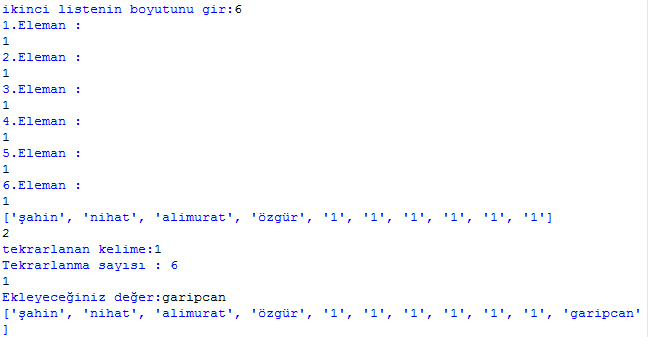 ikinci listenin boyutunu gir:6
1.Eleman :
1
2.Eleman :
1
3.Eleman :
1
4.Eleman :
1
5.Eleman :
1
6.Eleman :
1
['şahin', 'nihat', 'alimurat', 'özgür', '1', '1', '1', '1', '1', '1']
2
tekrarlanan kelime:1
Tekrarlanma sayısı : 6
1
Ekleyeceğiniz değer:garipcan
['şahin', 'nihat', 'alimurat', 'özgür', '1', '1', '1', '1', '1', '1', 'garipcan'
]